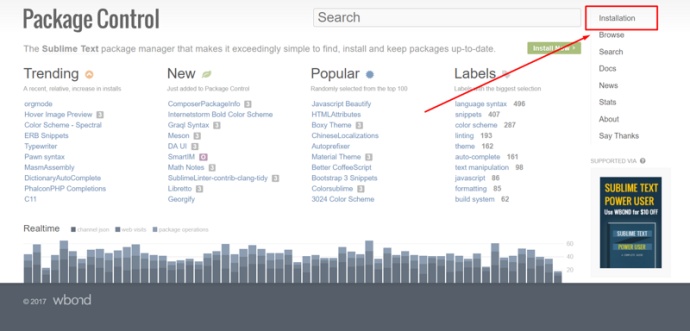 Package Control
Search
Installation
Browse
Search
Docs
News
Stats
About
Say Thanks
The Sublime Text package manager that makes it exceedingly simple to find, install and keep packages up-to-date.
Install Now
Trending
A recent, relative, increase in installs
orgmode
Hover Image Preview 3
Color Scheme - Spectral
ERB Snippets
Typewriter
Pawn syntax
MasmAssembly
DictionaryAutoComplete
PhalconPHP Completions
C11
New
Just added to Package Control
ComposerPackageInfo 3
Internetstorm Bold Color Scheme
Graql Syntax 3
Meson 3
DA UI 3
SmartIM
Math Notes 3
SublimeLinter-contrib-clang-tidy 3
Libretto 3
Georgify
Popular
Randomly selected from the top 100
Javascript Beautify
HTMLAttributes
Boxy Theme 3
ChineseLocalizations
Autoprefixer
Material Theme 3
Better CoffeeScript
Bootstrap 3 Snippets
Colorsublime 3
3024 Color Scheme
Labels
Labels with the biggest selection
language syntax 496
snippets 407
color scheme 287
linting 193
theme 162
auto-complete 161
text manipulation 98
javascript 86
formatting 85
build system 62
SUPPORTED VIA
SUBLIME TEXT
POWER USER
Use WBOND for $10 OFF
SUBLIME TEXT
POWER USER
Realtime
channel json
web visits
package operations
60
40
20
© 2017 wbond